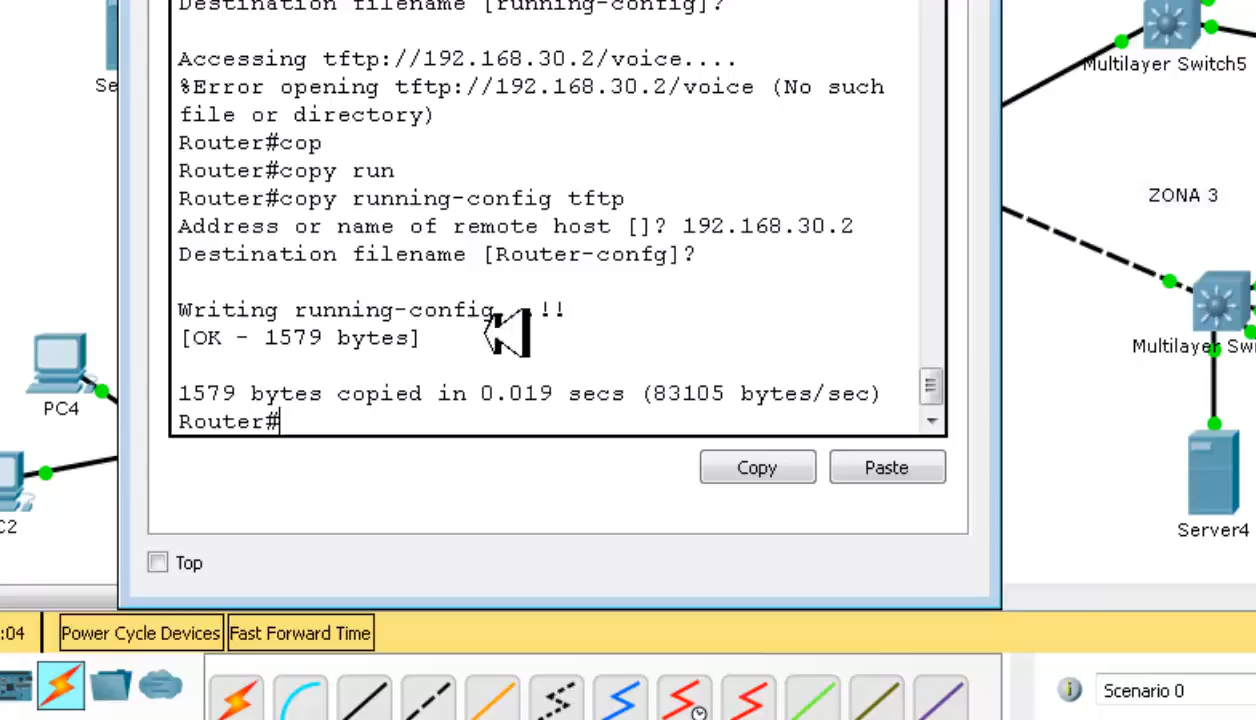 Destination filename [running-config]?
Accessing tftp://192.168.30.2/voice....
%Error opening tftp://192.168.30.2/voice (No such
file or directory)
Router#cop
Router#copy run
Router#copy running-config tftp
Address or name of remote host []? 192.168.30.2
Destination filename [Router-confg]?
Writing running-config .!!
[OK - 1579 bytes]
1579 bytes copied in 0.019 secs (83105 bytes/sec)
Router#
Copy
Paste
Top
Se
PC4
C2
Multilayer Switch5
ZONA 3
Multilayer Sw
Server4
:04
Power Cycle Devices
Fast Forward Time
Scenario 0